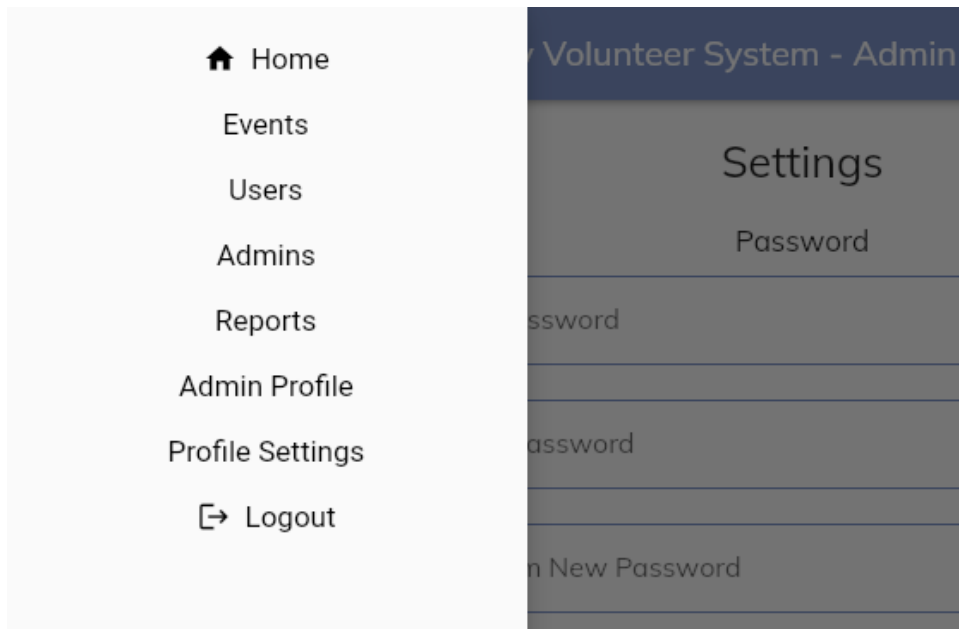 Home
Events
Users
Admins
Reports
Admin Profile
Profile Settings
Logout
Volunteer System - Admin
Settings
Password
ssword
assword
New Password